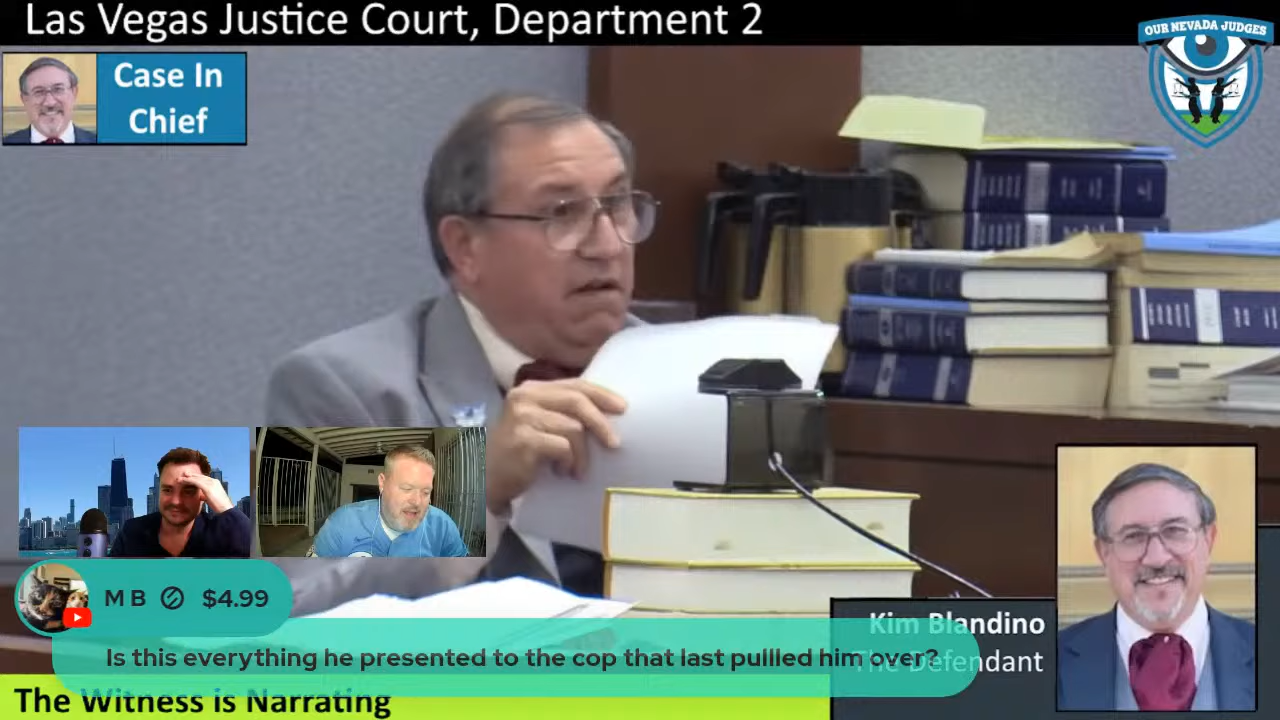 Las Vegas Justice Court, Department 2
OUR NEVADA JUDGES
Case In
Chief
M B $4.99
Is this everything he presented to the cop that last pullled him over?
Kim Blandino
The Defendant
The Witness is Narrating